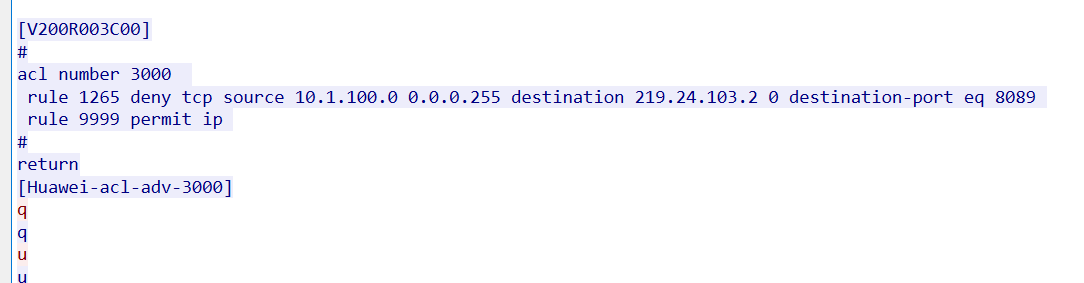 [V200R003C00]
#
acl number 3000
rule 1265 deny tcp source 10.1.100.0 0.0.0.255 destination 219.24.103.2 0 destination-port eq 8089
rule 9999 permit ip
#
return
[Huawei-acl-adv-3000]
q
q
u
u